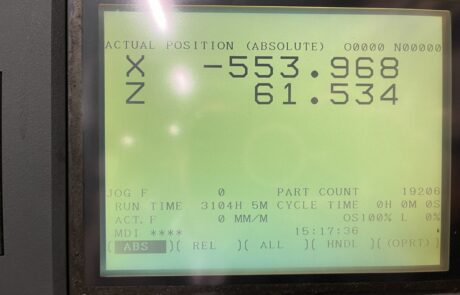 ACTUAL POSITION (ABSOLUTE) O0000 N00000
X -553.968
Z 61.534
JOG F 0 PART COUNT 19206
RUN TIME 3104H 5M CYCLE TIME 0H 0M 0S
ACT. F 0 MM/M OS100% L 0%
MDI **** 15:17:36
( ABS )( REL )( ALL )( HNDL )((OPRT)